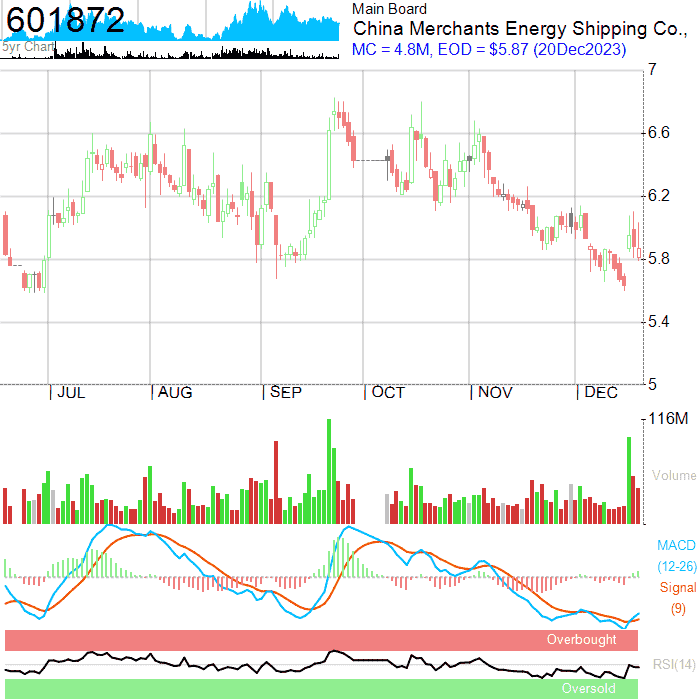 601872
5yr Chart
Main Board
China Merchants Energy Shipping Co.,
MC = 4.8M, EOD = $5.87 (20Dec2023)
7
6.6
6.2
5.8
5.4
5
JUL
AUG
SEP
OCT
NOV
DEC
116M
Volume
MACD
(12-26)
Signal
(9)
Overbought
RSI(14)
Oversold